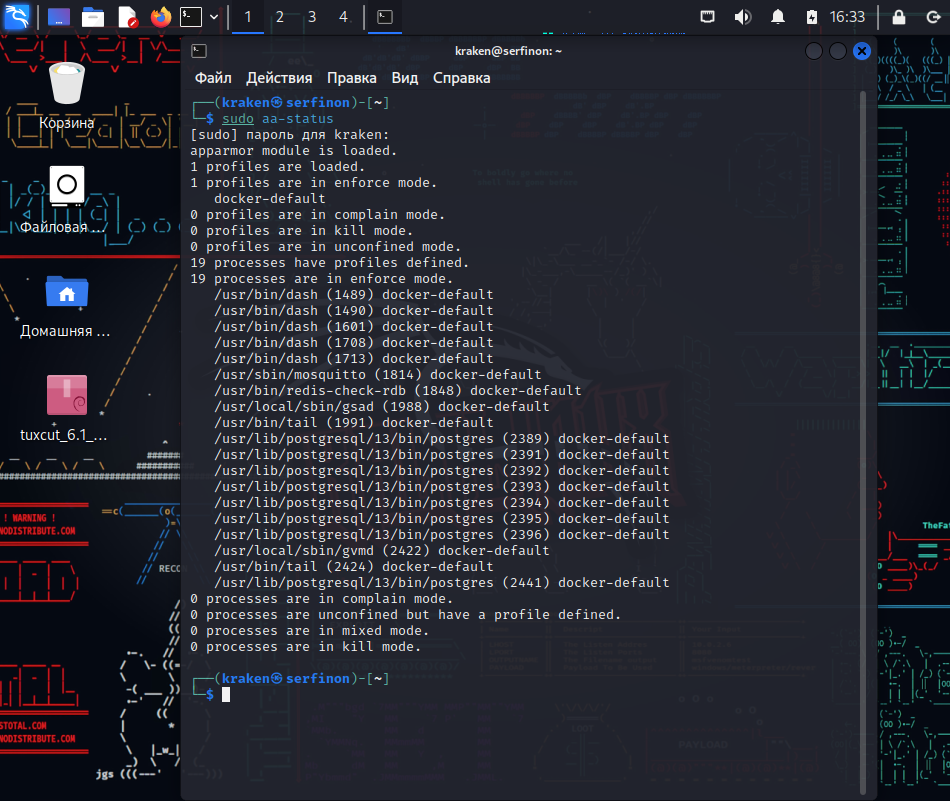 1 2 3 4 16:33
kraken@serfinon: ~
Файл Действия Правка Вид Справка
┌──(kraken㉿serfinon)-[~]
└─$ sudo aa-status
[sudo] пароль для kraken:
apparmor module is loaded.
1 profiles are loaded.
1 profiles are in enforce mode.
docker-default
0 profiles are in complain mode.
0 profiles are in kill mode.
0 profiles are in unconfined mode.
19 processes have profiles defined.
19 processes are in enforce mode.
/usr/bin/dash (1489) docker-default
/usr/bin/dash (1490) docker-default
/usr/bin/dash (1601) docker-default
/usr/bin/dash (1708) docker-default
/usr/bin/dash (1713) docker-default
/usr/sbin/mosquitto (1814) docker-default
/usr/bin/redis-check-rdb (1848) docker-default
/usr/local/sbin/gsad (1988) docker-default
/usr/bin/tail (1991) docker-default
/usr/lib/postgresql/13/bin/postgres (2389) docker-default
/usr/lib/postgresql/13/bin/postgres (2391) docker-default
/usr/lib/postgresql/13/bin/postgres (2392) docker-default
/usr/lib/postgresql/13/bin/postgres (2393) docker-default
/usr/lib/postgresql/13/bin/postgres (2394) docker-default
/usr/lib/postgresql/13/bin/postgres (2395) docker-default
/usr/lib/postgresql/13/bin/postgres (2396) docker-default
/usr/local/sbin/gvmd (2422) docker-default
/usr/bin/tail (2424) docker-default
/usr/lib/postgresql/13/bin/postgres (2441) docker-default
0 processes are in complain mode.
0 processes are unconfined but have a profile defined.
0 processes are in mixed mode.
0 processes are in kill mode.
┌──(kraken㉿serfinon)-[~]
└─$
Корзина
Файловая ...
Домашняя ...
tuxcut_6.1_...
! WARNING !
NODISTRIBUTE.COM
RECO
STOTAL.COM
NODISTRIBUTE.COM
jgs
TheFat
PAYLOAD